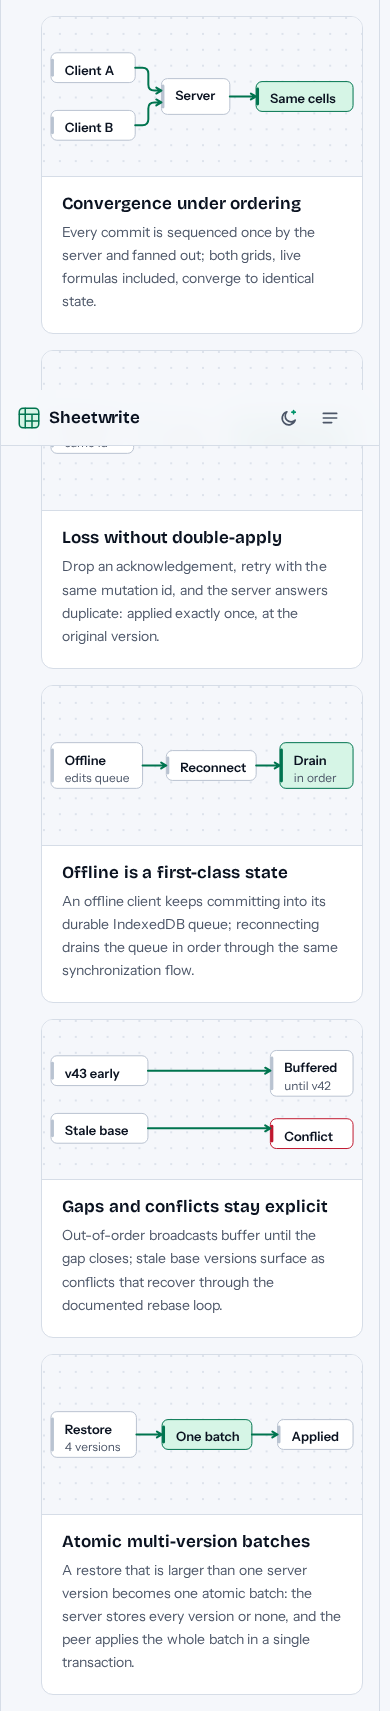 Client A
Client B
Server
Same cells
Convergence under ordering
Every commit is sequenced once by the
server and fanned out; both grids, live
formulas included, converge to identical
state.
Sheetwrite
Loss without double-apply
Drop an acknowledgement, retry with the
same mutation id, and the server answers
duplicate: applied exactly once, at the
original version.
Offline
edits queue
Reconnect
Drain
in order
Offline is a first-class state
An offline client keeps committing into its
durable IndexedDB queue; reconnecting
drains the queue in order through the same
synchronization flow.
v43 early
Buffered
until v42
Stale base
Conflict
Gaps and conflicts stay explicit
Out-of-order broadcasts buffer until the
gap closes; stale base versions surface as
conflicts that recover through the
documented rebase loop.
Restore
4 versions
One batch
Applied
Atomic multi-version batches
A restore that is larger than one server
version becomes one atomic batch: the
server stores every version or none, and the
peer applies the whole batch in a single
transaction.